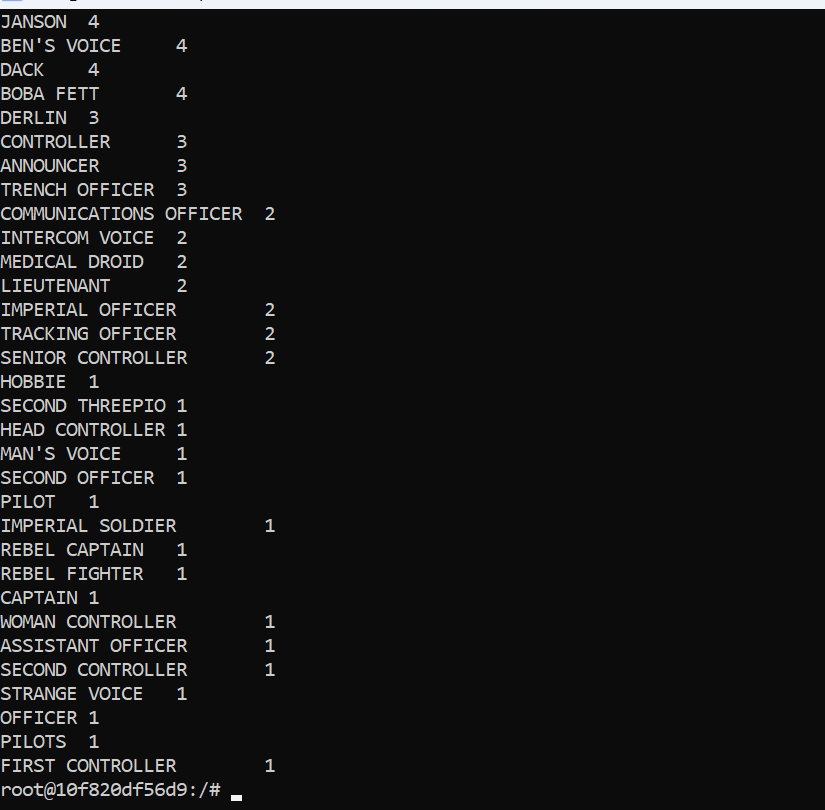 JANSON 4
BEN'S VOICE 4
DACK 4
BOBA FETT 4
DERLIN 3
CONTROLLER 3
ANNOUNCER 3
TRENCH OFFICER 3
COMMUNICATIONS OFFICER 2
INTERCOM VOICE 2
MEDICAL DROID 2
LIEUTENANT 2
IMPERIAL OFFICER 2
TRACKING OFFICER 2
SENIOR CONTROLLER 2
HOBBIE 1
SECOND THREEPIO 1
HEAD CONTROLLER 1
MAN'S VOICE 1
SECOND OFFICER 1
PILOT 1
IMPERIAL SOLDIER 1
REBEL CAPTAIN 1
REBEL FIGHTER 1
CAPTAIN 1
WOMAN CONTROLLER 1
ASSISTANT OFFICER 1
SECOND CONTROLLER 1
STRANGE VOICE 1
OFFICER 1
PILOTS 1
FIRST CONTROLLER 1
root@10f820df56d9:/#